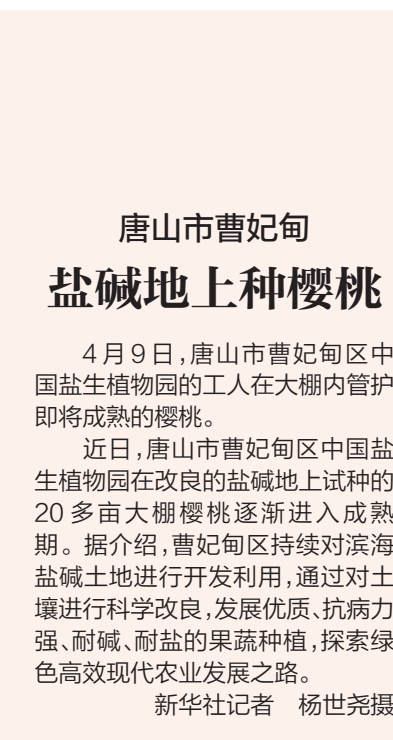 唐山市曹妃甸
盐碱地上种樱桃
4月9日,唐山市曹妃甸区中
国盐生植物园的工人在大棚内管护
即将成熟的樱桃。
近日,唐山市曹妃甸区中国盐
生植物园在改良的盐碱地上试种的
20多亩大棚樱桃逐渐进入成熟
期。据介绍,曹妃甸区持续对滨海
盐碱土地进行开发利用,通过对土
壤进行科学改良,发展优质、抗病力
强、耐碱、耐盐的果蔬种植,探索绿
色高效现代农业发展之路。
新华社记者 杨世尧摄